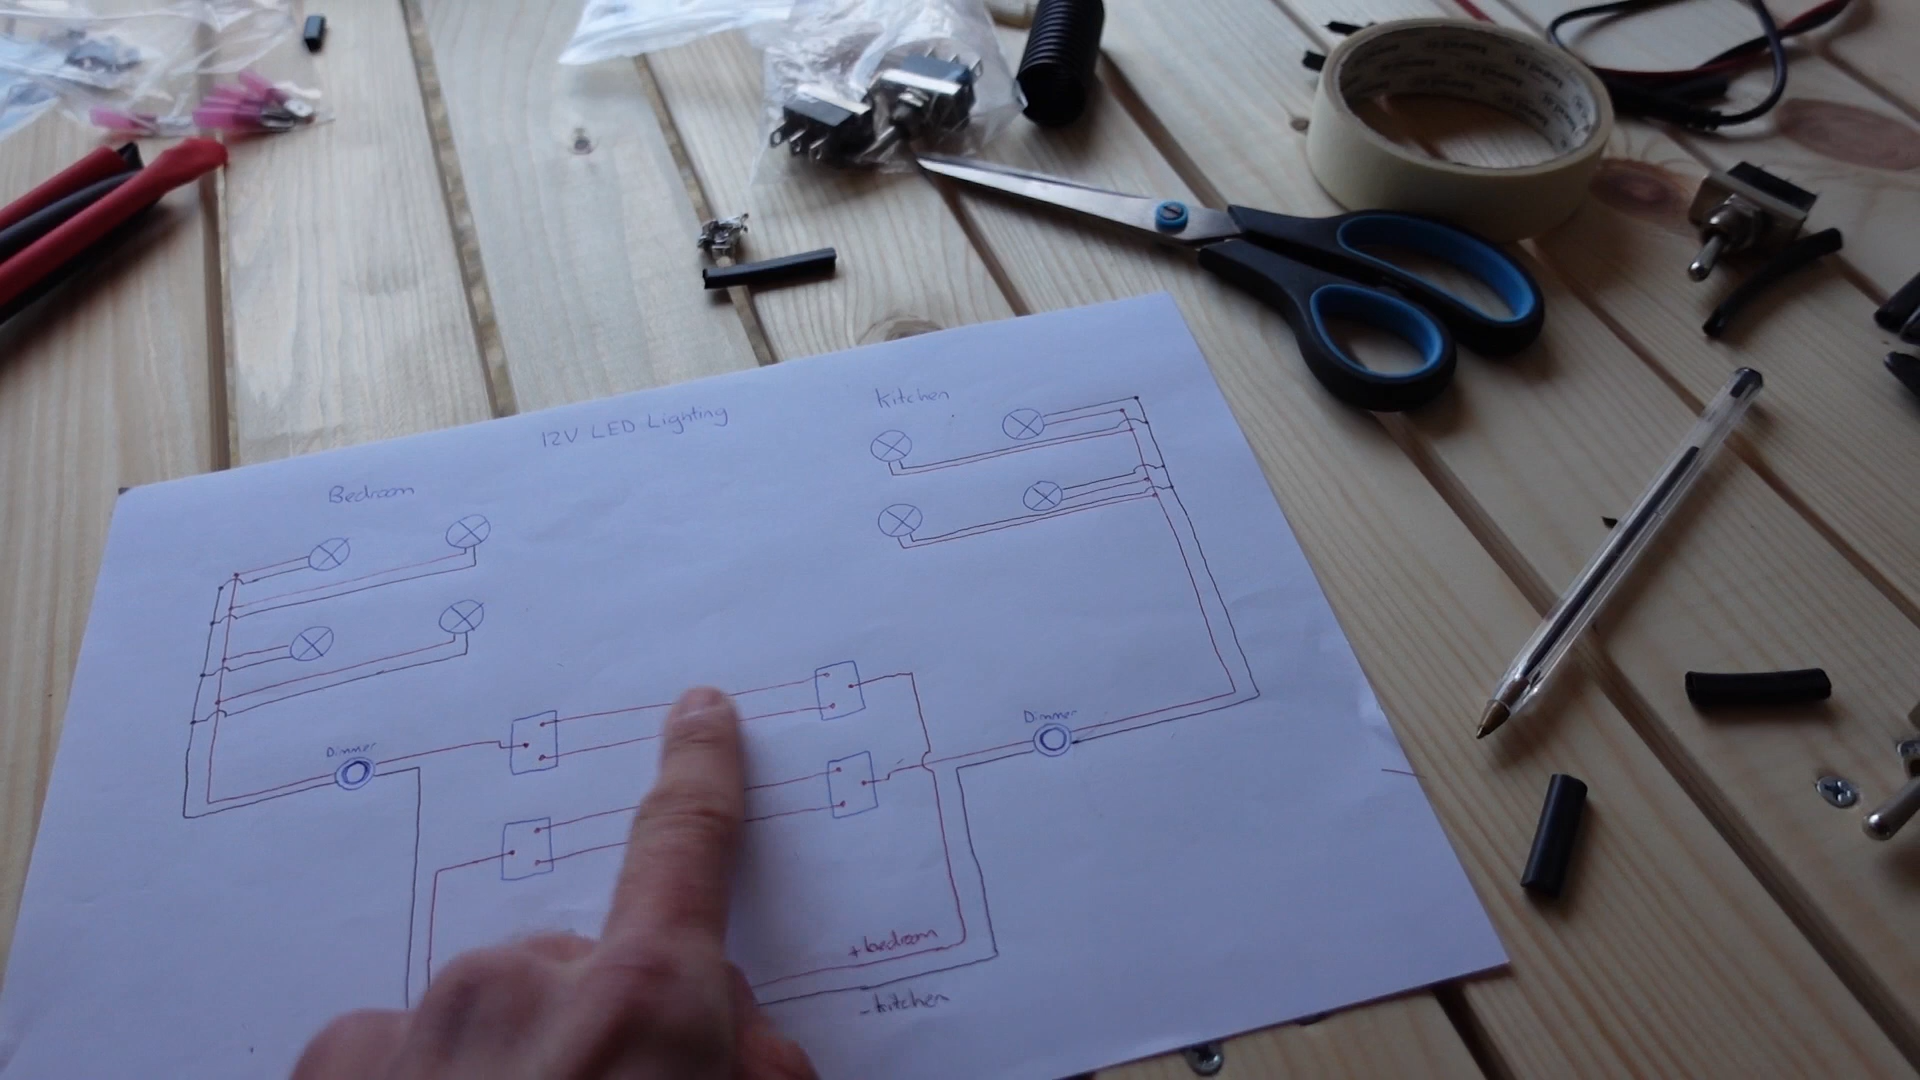 12V LED Lighting
Kitchen
Bedroom
Dimmer
Dimmer
+bedroom
-kitchen